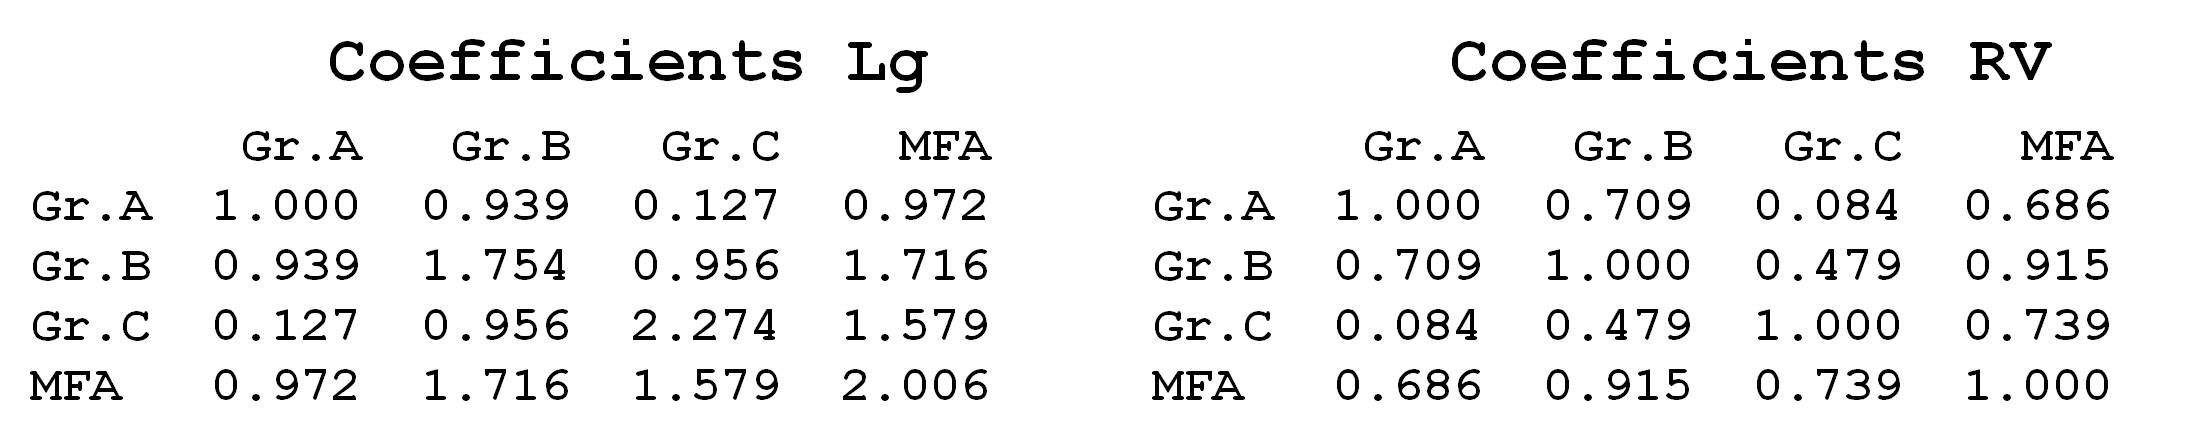 Coefficients Lg
Gr.A Gr.B Gr.C MFA
Gr.A 1.000 0.939 0.127 0.972
Gr.B 0.939 1.754 0.956 1.716
Gr.C 0.127 0.956 2.274 1.579
MFA 0.972 1.716 1.579 2.006
Coefficients RV
Gr.A Gr.B Gr.C MFA
Gr.A 1.000 0.709 0.084 0.686
Gr.B 0.709 1.000 0.479 0.915
Gr.C 0.084 0.479 1.000 0.739
MFA 0.686 0.915 0.739 1.000